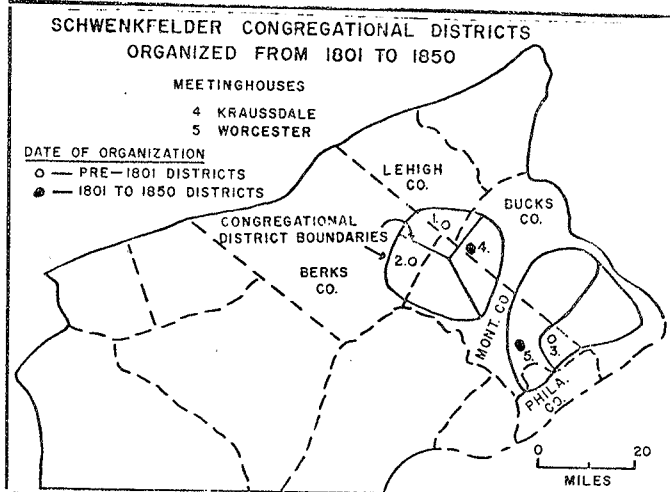 SCHWENKFELDER CONGREGATIONAL DISTRICTS
ORGANIZED FROM 1801 TO 1850
MEETINGHOUSES
4 KRAUSSDALE
5 WORCESTER
DATE OF ORGANIZATION
O — PRE-1801 DISTRICTS
● — 1801 TO 1850 DISTRICTS
LEHIGH
CO.
BUCKS
CO.
CONGREGATIONAL
DISTRICT BOUNDARIES
1.O
4.
2.O
BERKS
CO.
MONT. CO
O
3.
5.
PHILA.
CO.
0 20
MILES